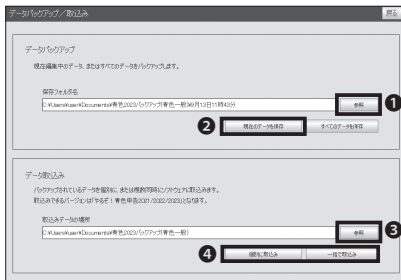 データバックアップ／取込み
戻る
データバックアップ
現在編集中のデータ、またはすべてのデータをバックアップします。
保存フォルダ名
C:¥Users¥user¥Documents¥青色2023バックアップ(青色一般)6月13日11時43分
参照
❶
❷
現在のデータを保存
すべてのデータを保存
データ取込み
バックアップされているデータを個別に、または複数同時にソフトウェアに取込みます。
取込みできるバージョンは「やるぞ！青色申告2021/2022/2023」となります。
取込みデータの場所
C:¥Users¥user¥Documents¥青色2023バックアップ(青色一般)
参照
❸
❹
個別に取込み
一括で取込み